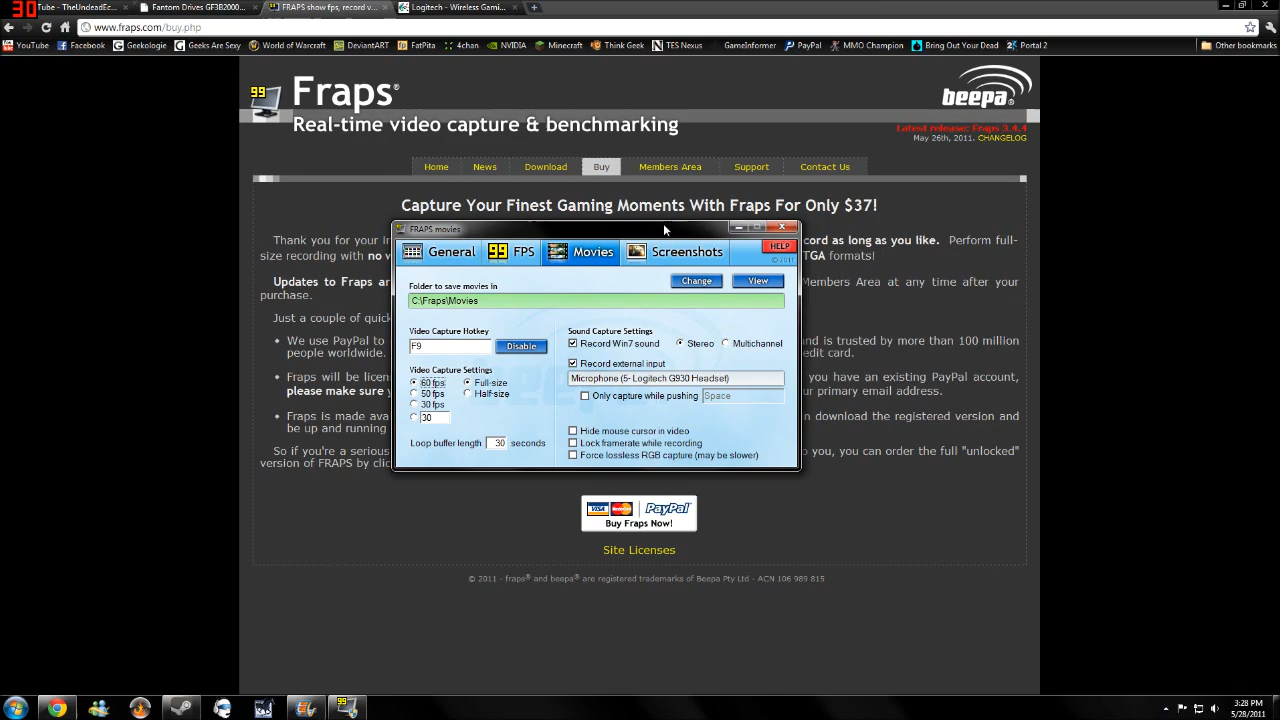 30
Tube - TheUndeadEc...
Fantom Drives GF3B2000...
FRAPS show fps, record v...
Logitech - Wireless Gami...
www.fraps.com/buy.php
YouTube
Facebook
Geekologie
Geeks Are Sexy
World of Warcraft
DeviantART
FatPita
4chan
NVIDIA
Minecraft
Think Geek
TES Nexus
GameInformer
PayPal
MMO Champion
Bring Out Your Dead
Portal 2
Other bookmarks
99
Fraps®
Real-time video capture & benchmarking
beepa®
Latest release: Fraps 3.4.4
May 26th, 2011. CHANGELOG
Home
News
Download
Buy
Members Area
Support
Contact Us
Capture Your Finest Gaming Moments With Fraps For Only $37!
Thank you for your in
cord as long as you like. Perform full-
size recording with no w
TGA formats!
Updates to Fraps ar
Members Area at any time after your
purchase.
Just a couple of quick
We use PayPal to
and is trusted by more than 100 million
people worldwide.
edit card.
Fraps will be licen
you have an existing PayPal account,
please make sure y
ur primary email address.
Fraps is made ava
n download the registered version and
be up and running
So if you're a seriou
o you, you can order the full "unlocked"
version of FRAPS by clic
99 FRAPS movies
General
99 FPS
Movies
Screenshots
HELP
© 2011
Folder to save movies in
Change
View
C:\Fraps\Movies
Video Capture Hotkey
F9
Disable
Video Capture Settings
60 fps
Full-size
50 fps
Half-size
30 fps
30
Loop buffer length 30 seconds
Sound Capture Settings
Record Win7 sound
Stereo
Multichannel
Record external input
Microphone (5- Logitech G930 Headset)
Only capture while pushing
Space
Hide mouse cursor in video
Lock framerate while recording
Force lossless RGB capture (may be slower)
VISA MasterCard PayPal
Buy Fraps Now!
Site Licenses
© 2011 - fraps® and beepa® are registered trademarks of Beepa Pty Ltd - ACN 106 989 815
99
3:28 PM
5/28/2011